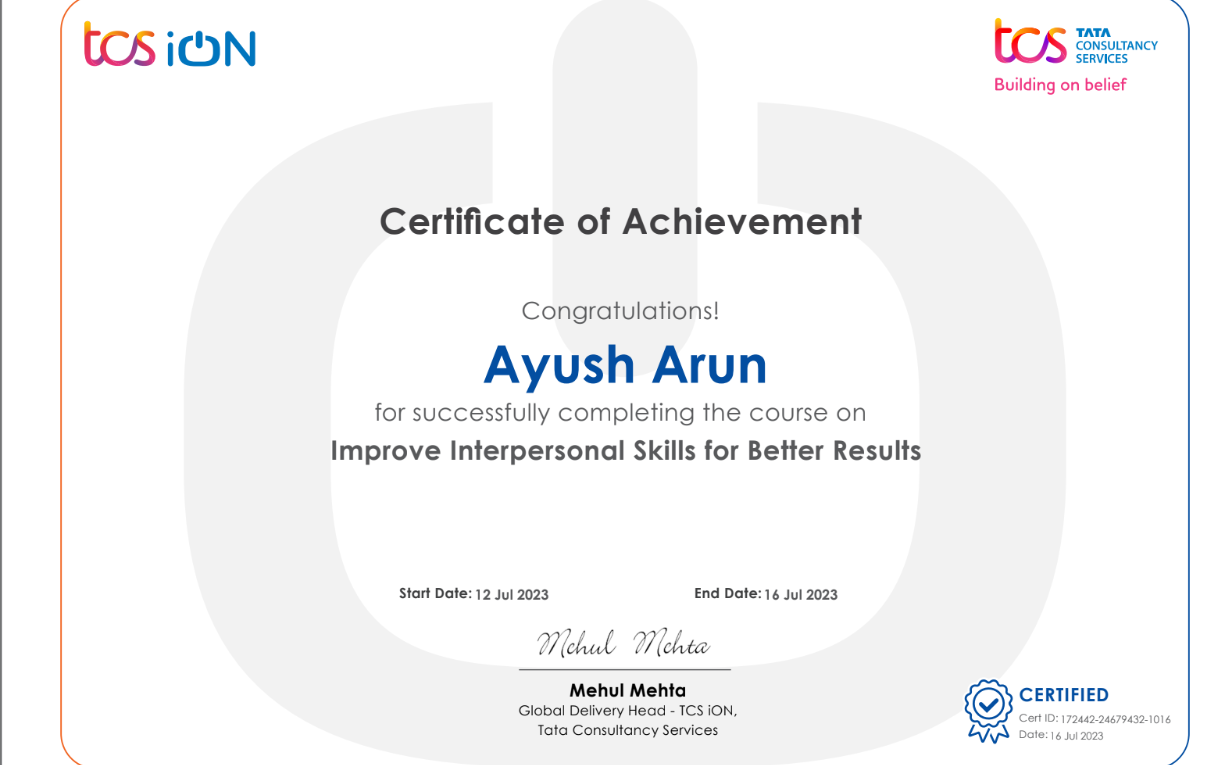 tcs iON
tcs TATA
CONSULTANCY
SERVICES
Building on belief
Certificate of Achievement
Congratulations!
Ayush Arun
for successfully completing the course on
Improve Interpersonal Skills for Better Results
Start Date: 12 Jul 2023 End Date: 16 Jul 2023
Mehul Mehta
Mehul Mehta
Global Delivery Head - TCS iON,
Tata Consultancy Services
CERTIFIED
Cert ID: 172442-24679432-1016
Date: 16 Jul 2023